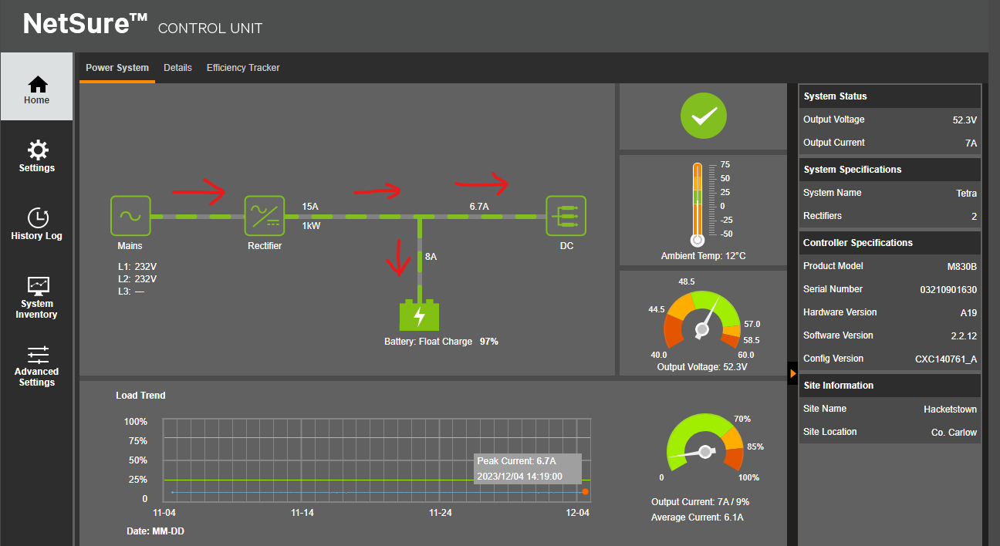 NetSure™ CONTROL UNIT
Home
Settings
History Log
System
Inventory
Advanced
Settings
Power System Details Efficiency Tracker
Mains
L1: 232V
L2: 232V
L3: —
Rectifier
15A
1kW
6.7A
DC
8A
Battery: Float Charge 97%
75
50
25
0
-25
-50
Ambient Temp: 12°C
48.5
44.5
57.0
58.5
40.0
60.0
Output Voltage: 52.3V
Load Trend
100%
75%
50%
25%
0
Peak Current: 6.7A
2023/12/04 14:19:00
11-04 11-14 11-24 12-04
Date: MM-DD
70%
85%
0
100%
Output Current: 7A / 9%
Average Current: 6.1A
System Status
Output Voltage 52.3V
Output Current 7A
System Specifications
System Name Tetra
Rectifiers 2
Controller Specifications
Product Model M830B
Serial Number 03210901630
Hardware Version A19
Software Version 2.2.12
Config Version CXC140761_A
Site Information
Site Name Hacketstown
Site Location Co. Carlow